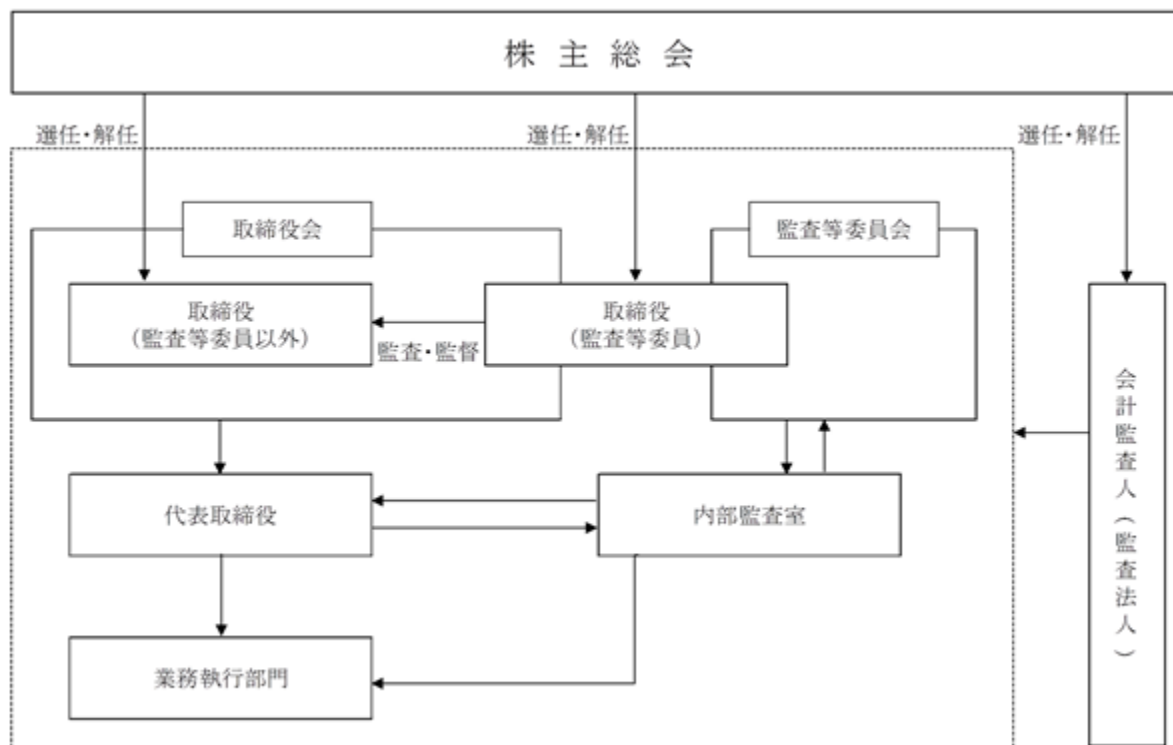 株主総会
選任・解任
選任・解任
選任・解任
取締役会
監査等委員会
取締役
（監査等委員以外）
監査・監督
取締役
（監査等委員）
会計監査人（監査法人）
代表取締役
内部監査室
業務執行部門